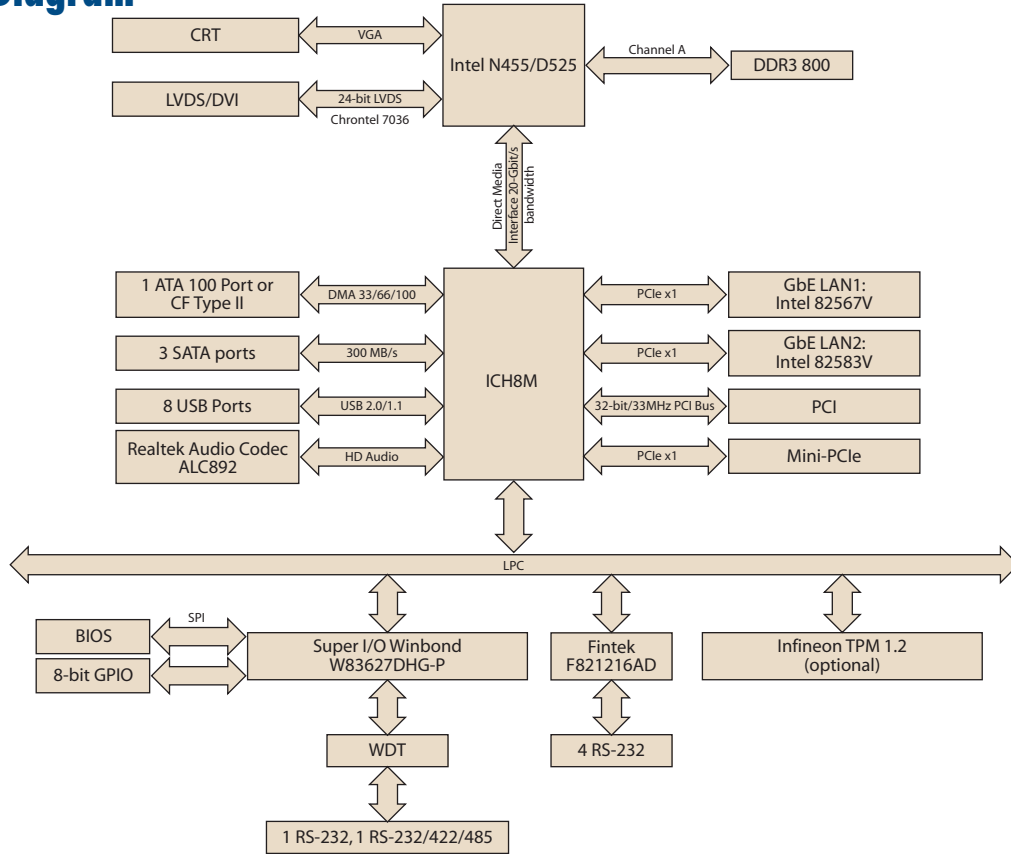 Diagram
CRT
VGA
Intel N455/D525
Channel A
DDR3 800
LVDS/DVI
24-bit LVDS
Chrontel 7036
Direct Media
Interface 20-Gbit/s
bandwidth
1 ATA 100 Port or
CF Type II
DMA 33/66/100
ICH8M
PCIe x1
GbE LAN1:
Intel 82567V
3 SATA ports
300 MB/s
PCIe x1
GbE LAN2:
Intel 82583V
8 USB Ports
USB 2.0/1.1
32-bit/33MHz PCI Bus
PCI
Realtek Audio Codec
ALC892
HD Audio
PCIe x1
Mini-PCIe
LPC
BIOS
SPI
8-bit GPIO
Super I/O Winbond
W83627DHG-P
Fintek
F821216AD
Infineon TPM 1.2
(optional)
WDT
4 RS-232
1 RS-232, 1 RS-232/422/485